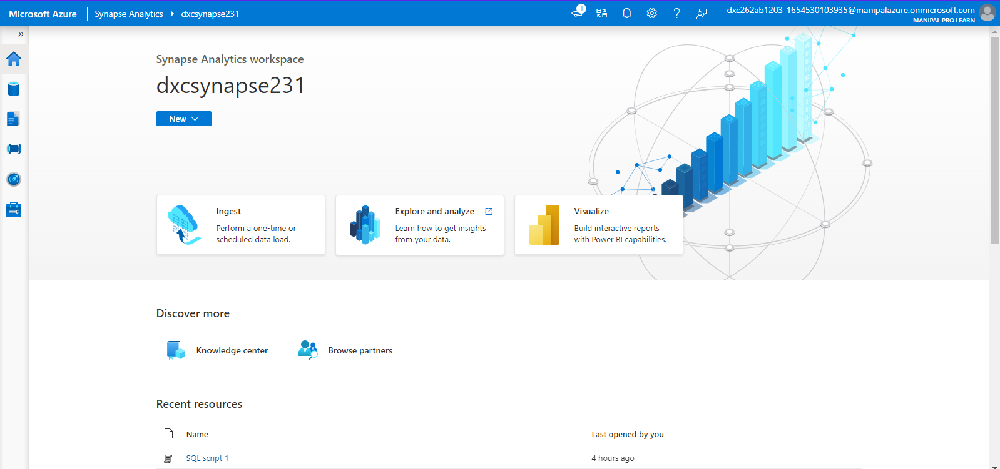 Microsoft Azure
Synapse Analytics
dxcsynapse231
1
?
dxc262ab1203_1654530103935@manipalazure.onmicrosoft.com
MANIPAL PRO LEARN
Synapse Analytics workspace
dxcsynapse231
New
Ingest
Perform a one-time or
scheduled data load.
Explore and analyze
Learn how to get insights
from your data.
Visualize
Build interactive reports
with Power BI capabilities.
Discover more
Knowledge center
Browse partners
Recent resources
Name
Last opened by you
SQL script 1
4 hours ago